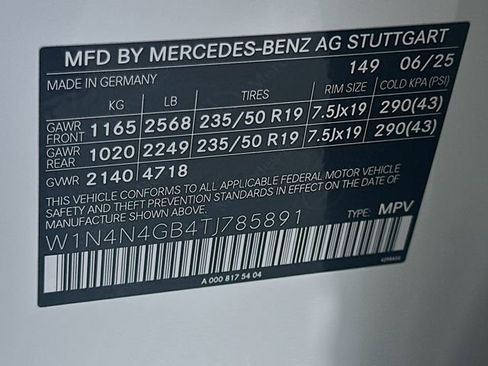 MFD BY MERCEDES-BENZ AG STUTTGART
MADE IN GERMANY 149 06/25
KG LB TIRES RIM SIZE COLD KPA (PSI)
GAWR FRONT 1165 2568 235/50 R19 7.5Jx19 290(43)
GAWR REAR 1020 2249 235/50 R19 7.5Jx19 290(43)
GVWR 2140 4718
THIS VEHICLE CONFORMS TO ALL APPLICABLE FEDERAL MOTOR VEHICLE
SAFETY AND THEFT PREVENTION STANDARDS IN EFFECT ON THE DATE OF
MANUFACTURE SHOWN ABOVE.
W1N4N4GB4TJ785891 TYPE: MPV
A 000 817 54 04